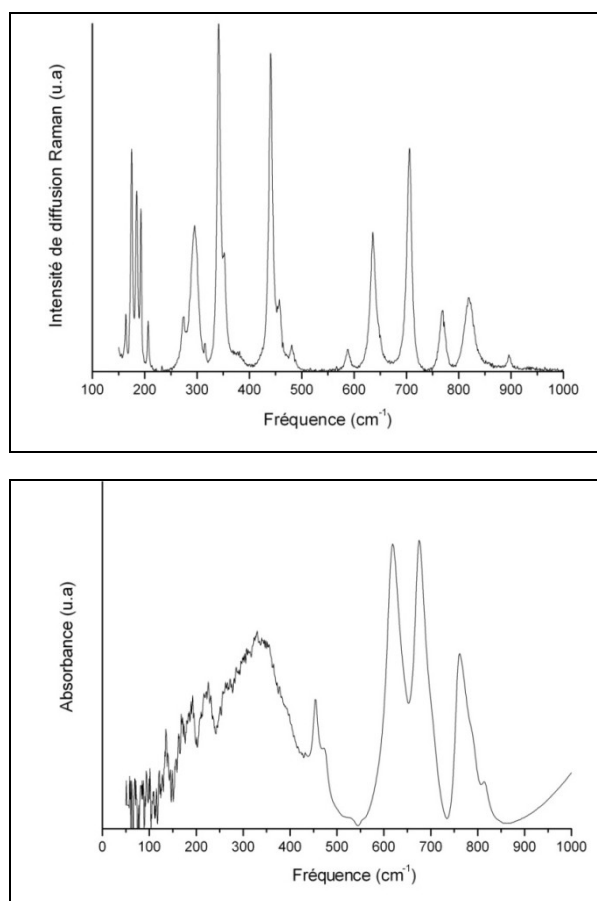 Intensité de diffusion Raman (u.a)
100 200 300 400 500 600 700 800 900 1000
Fréquence (cm-1)
Absorbance (u.a)
0 100 200 300 400 500 600 700 800 900 1000
Fréquence (cm-1)